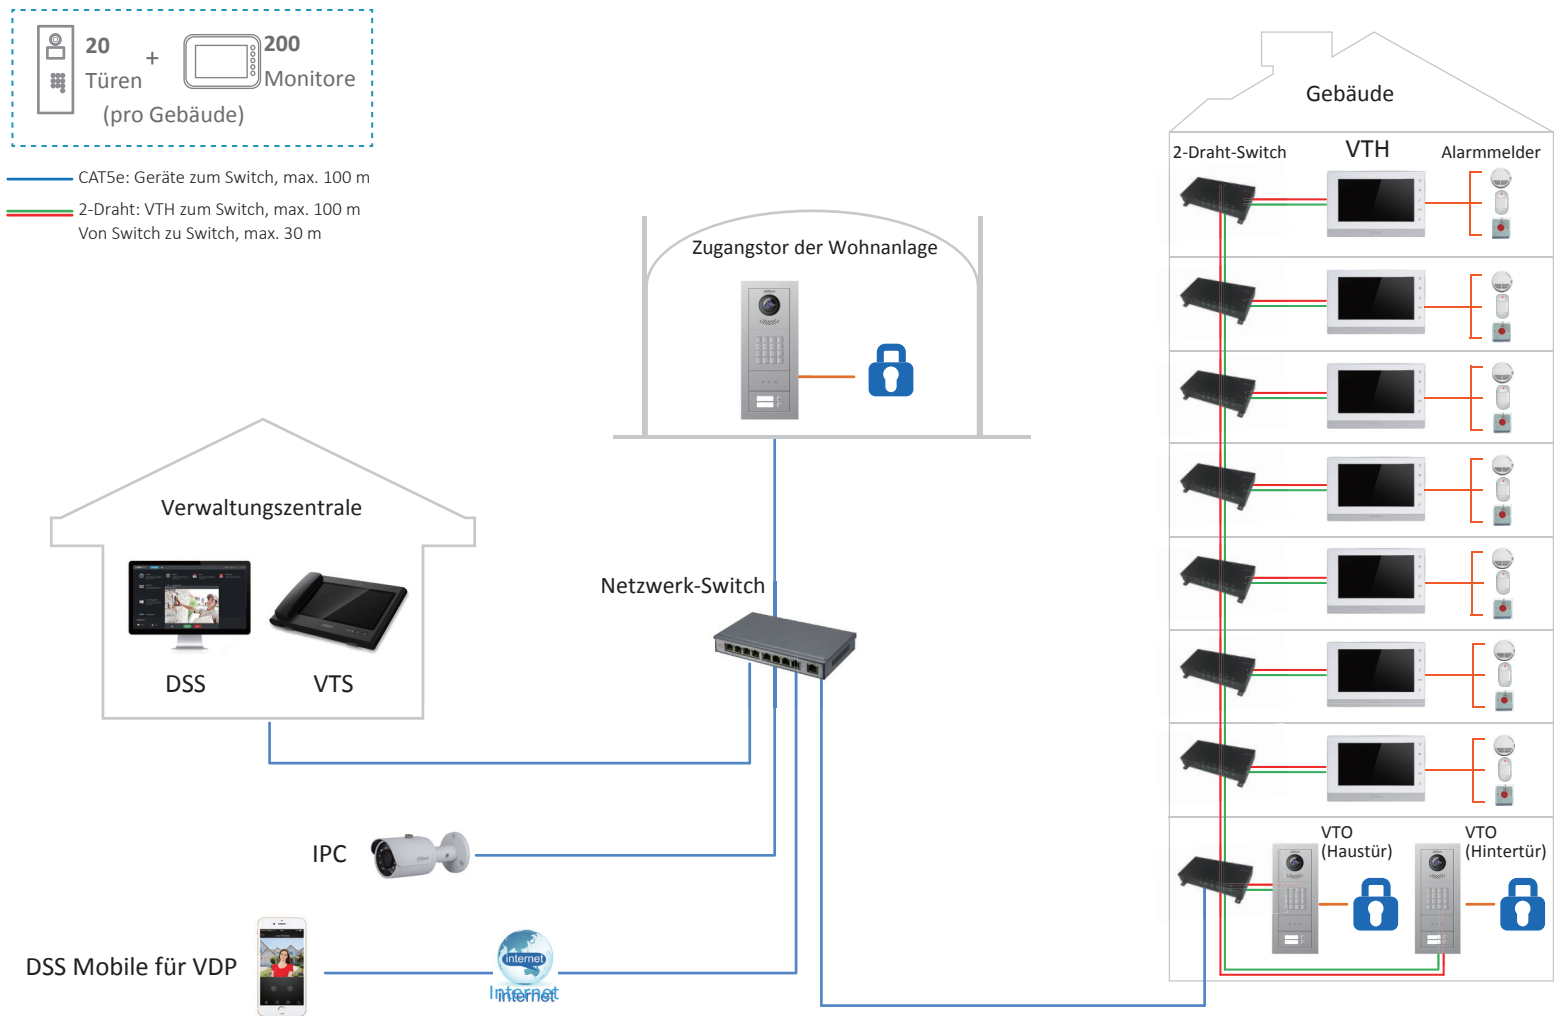 20
Türen
+
200
Monitore
(pro Gebäude)
CAT5e: Geräte zum Switch, max. 100 m
2-Draht: VTH zum Switch, max. 100 m
Von Switch zu Switch, max. 30 m
Zugangstor der Wohnanlage
Verwaltungszentrale
DSS
VTS
Netzwerk-Switch
IPC
DSS Mobile für VDP
internet
Internet
internet
Gebäude
2-Draht-Switch
VTH
Alarmmelder
VTO
(Haustür)
VTO
(Hintertür)